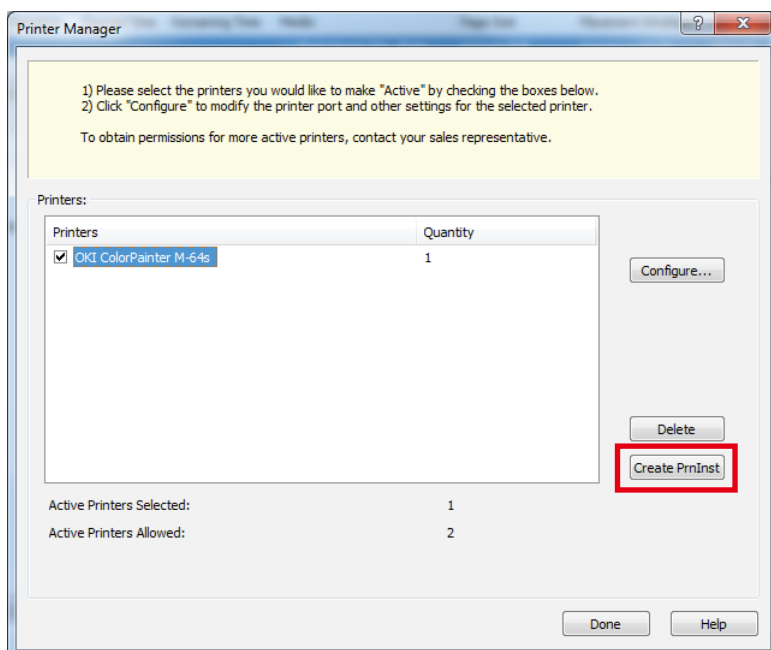 Remaining Time Media
Printer Manager
1) Please select the printers you would like to make "Active" by checking the boxes below.
2) Click "Configure" to modify the printer port and other settings for the selected printer.
To obtain permissions for more active printers, contact your sales representative.
Printers:
Printers Quantity
OKI ColorPainter M-64s 1
Configure...
Delete
Create PrnInst
Active Printers Selected: 1
Active Printers Allowed: 2
Done Help